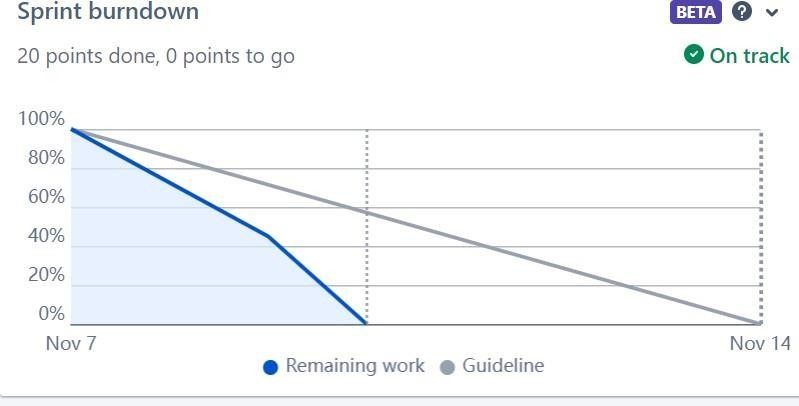 Sprint burndown
BETA ?
20 points done, 0 points to go
On track
100%
80%
60%
40%
20%
0%
Nov 7
Nov 14
Remaining work
Guideline